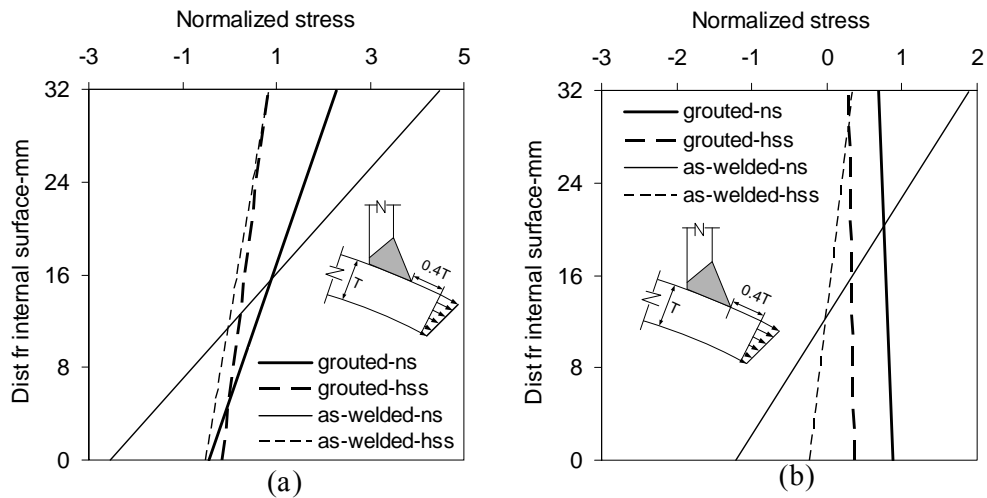 Normalized stress
-3 -1 1 3 5
32
24
16
8
0
Dist fr internal surface-mm
N
N
T
0.4T
grouted-ns
grouted-hss
as-welded-ns
as-welded-hss
(a)
Normalized stress
-3 -2 -1 0 1 2
32
24
16
8
0
Dist fr internal surface-mm
grouted-ns
grouted-hss
as-welded-ns
as-welded-hss
N
N
T
0.4T
(b)